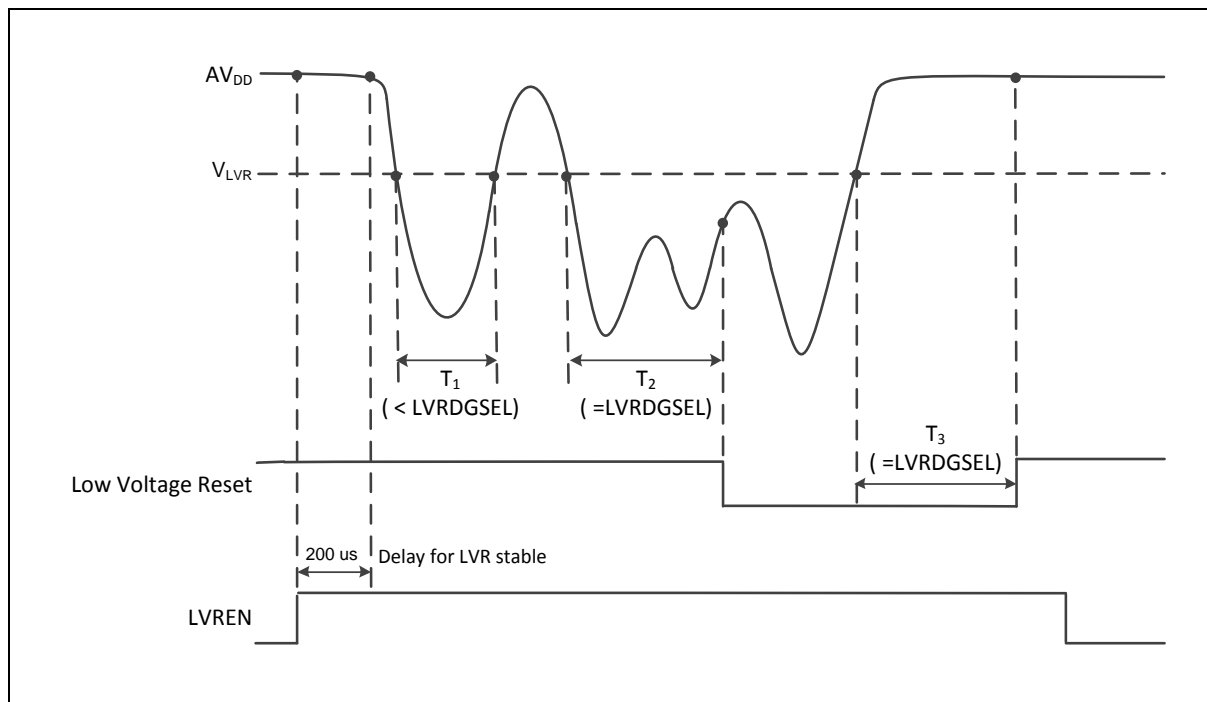 AVDD
VLVR
T1
( < LVRDGSEL)
T2
( =LVRDGSEL)
T3
( =LVRDGSEL)
Low Voltage Reset
200 us
Delay for LVR stable
LVREN